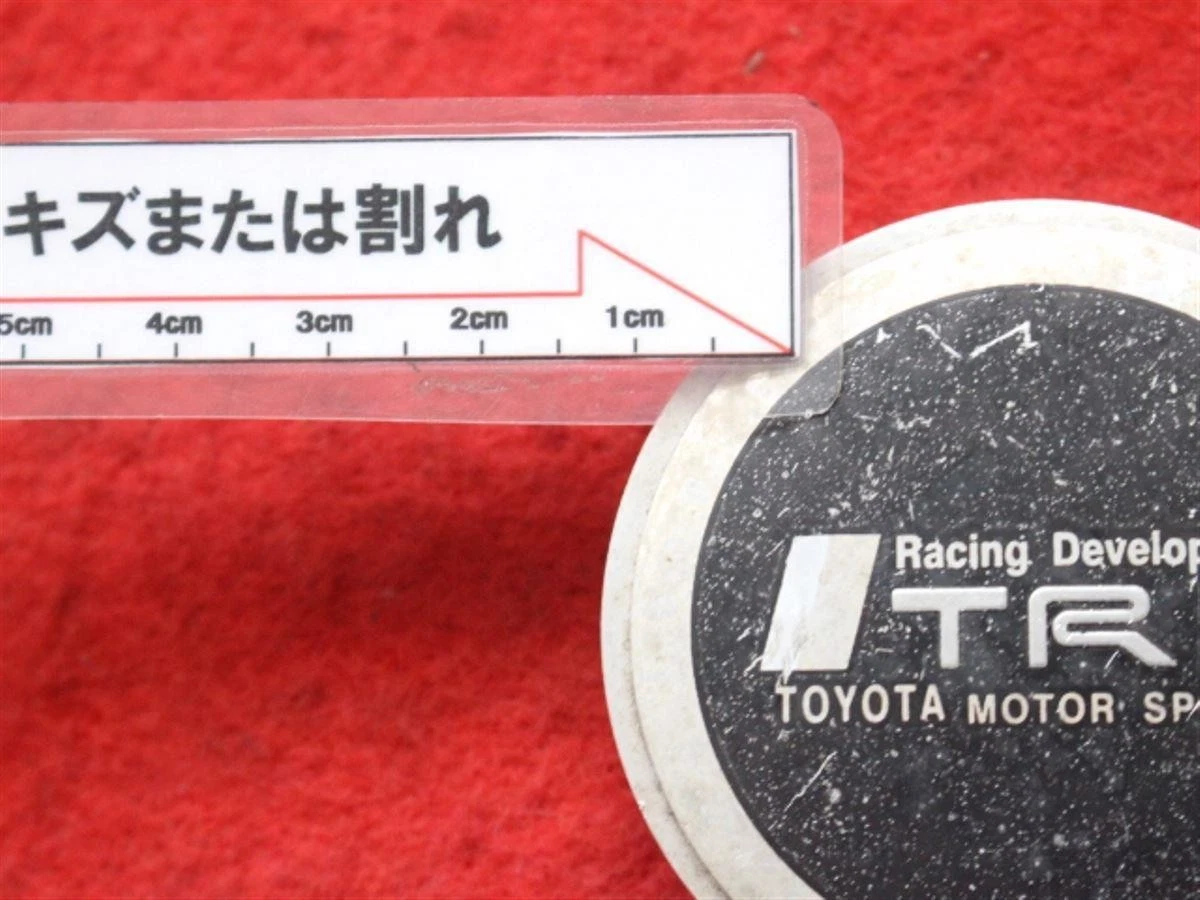 キズまたは割れ
5cm 4cm 3cm 2cm 1cm
Racing Develop
TR
TOYOTA MOTOR SP